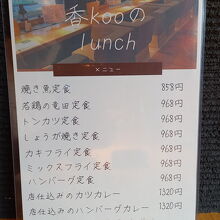 香kooの
lunch
メニュー
焼き魚定食 858円
若鶏の竜田定食 968円
トンカツ定食 968円
しょうが焼き定食 968円
カキフライ定食 968円
ミックスフライ定食 968円
ハンバーグ定食 968円
唐仕込みのカツカレー 1320円
唐仕込みのハンバーグカレー 1320円